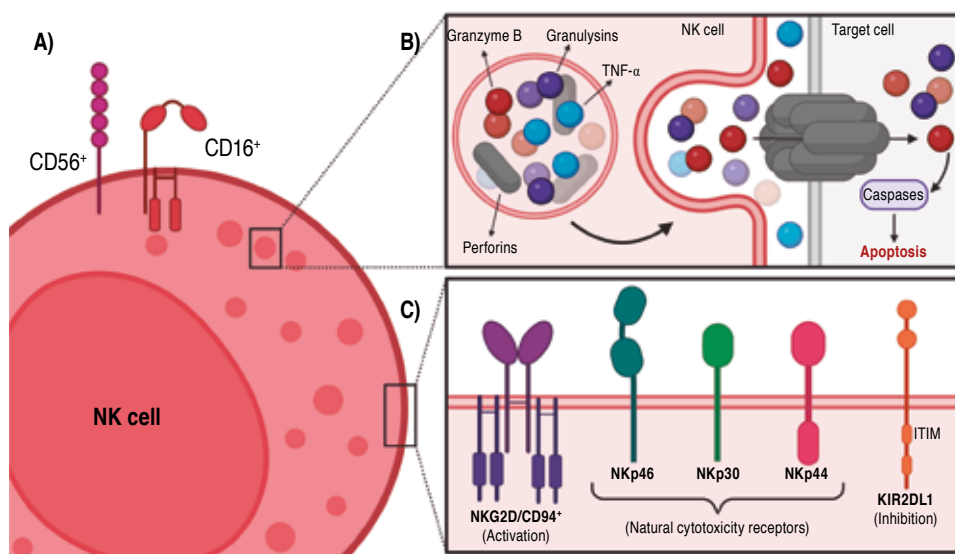 A)
CD56⁺
CD16⁺
NK cell
B)
Granzyme B
Granulysins
TNF-α
Perforins
NK cell
Target cell
Caspases
Apoptosis
C)
NKG2D/CD94⁺
(Activation)
NKp46
NKp30
NKp44
(Natural cytotoxicity receptors)
ITIM
KIR2DL1
(Inhibition)